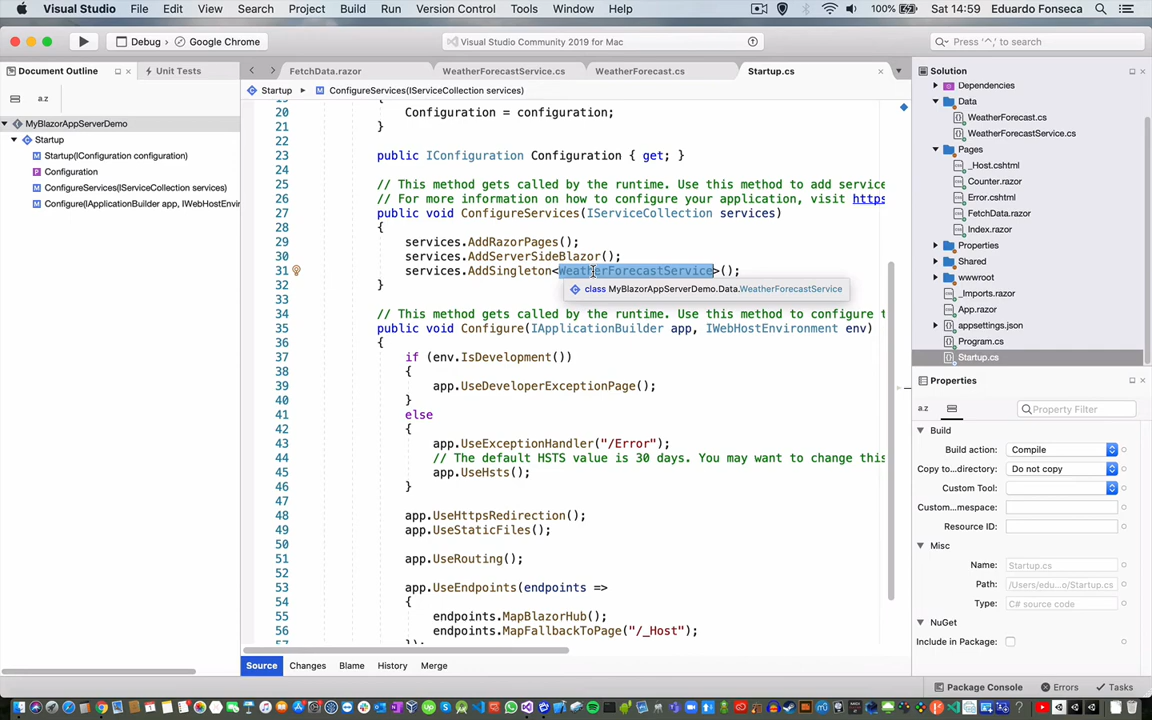 Visual Studio File Edit View Search Project Build Run Version Control Tools Window Help 100% Sat 14:59 Eduardo Fonseca
Debug Google Chrome Visual Studio Community 2019 for Mac Press '^,' to search
Document Outline Unit Tests
a.z
MyBlazorAppServerDemo
Startup
Startup(IConfiguration configuration)
Configuration
ConfigureServices(IServiceCollection services)
Configure(IApplicationBuilder app, IWebHostEnvir
FetchData.razor WeatherForecastService.cs WeatherForecast.cs Startup.cs
Startup ConfigureServices(IServiceCollection services)
19 {
20 Configuration = configuration;
21 }
22
23 public IConfiguration Configuration { get; }
24
25 // This method gets called by the runtime. Use this method to add service
26 // For more information on how to configure your application, visit https
27 public void ConfigureServices(IServiceCollection services)
28 {
29 services.AddRazorPages();
30 services.AddServerSideBlazor();
31 services.AddSingleton<WeatherForecastService>();
class MyBlazorAppServerDemo.Data.WeatherForecastService
32 }
33
34 // This method gets called by the runtime. Use this method to configure t
35 public void Configure(IApplicationBuilder app, IWebHostEnvironment env)
36 {
37 if (env.IsDevelopment())
38 {
39 app.UseDeveloperExceptionPage();
40 }
41 else
42 {
43 app.UseExceptionHandler("/Error");
44 // The default HSTS value is 30 days. You may want to change this
45 app.UseHsts();
46 }
47
48 app.UseHttpsRedirection();
49 app.UseStaticFiles();
50
51 app.UseRouting();
52
53 app.UseEndpoints(endpoints =>
54 {
55 endpoints.MapBlazorHub();
56 endpoints.MapFallbackToPage("/_Host");
57 });
Source Changes Blame History Merge
Solution
Dependencies
Data
WeatherForecast.cs
WeatherForecastService.cs
Pages
_Host.cshtml
Counter.razor
Error.cshtml
FetchData.razor
Index.razor
Properties
Shared
wwwroot
_Imports.razor
App.razor
appsettings.json
Program.cs
Startup.cs
Properties
a.z Property Filter
Build
Build action: Compile
Copy to...directory: Do not copy
Custom Tool:
Custom...mespace:
Resource ID:
Misc
Name: Startup.cs
Path: /Users/edu...o/Startup.cs
Type: C# source code
NuGet
Include in Package:
Package Console Errors Tasks